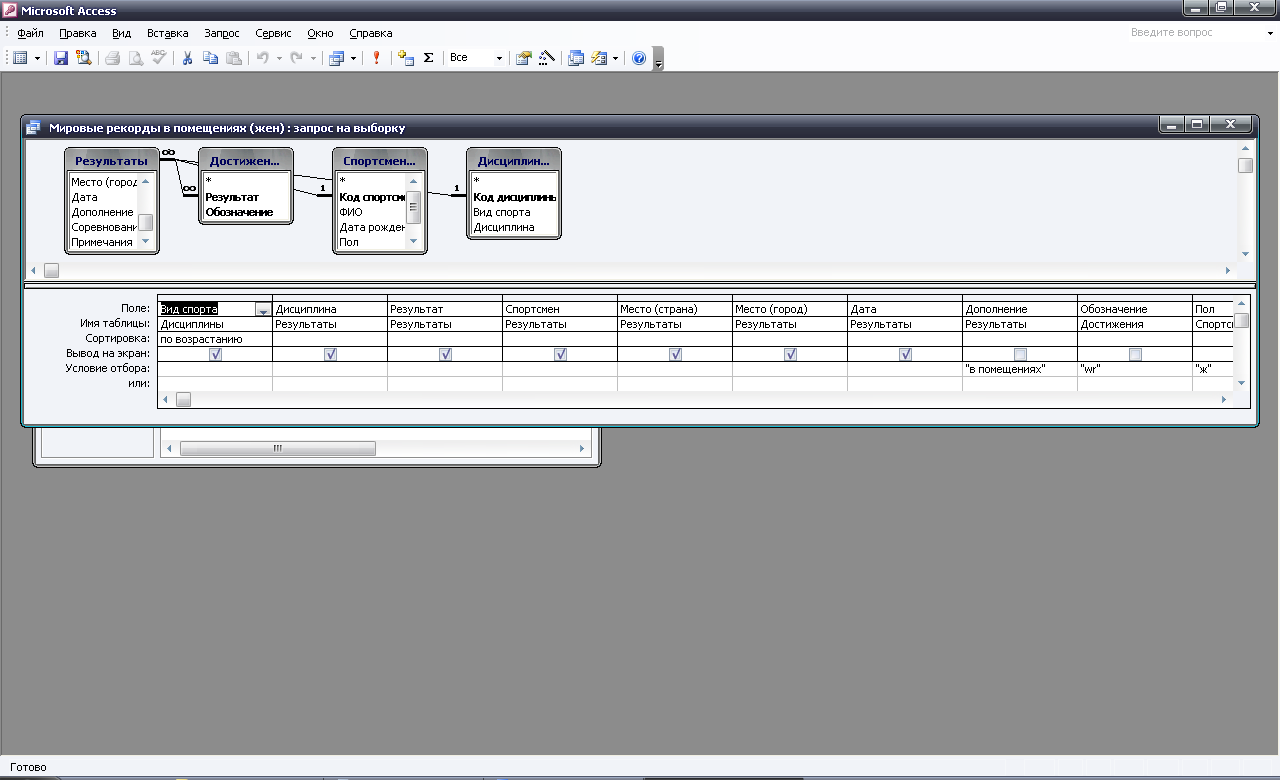 Microsoft Access
Файл Правка Вид Вставка Запрос Сервис Окно Справка Введите вопрос
Все
Мировые рекорды в помещениях (жен) : запрос на выборку
Результаты Достижен... Спортсмен... Дисциплин...
Место (город
Дата
Дополнение
Соревновани
Примечания
*
Результат
Обозначение
*
Код спортсм
ФИО
Дата рожден
Пол
*
Код дисциплины
Вид спорта
Дисциплина
∞ ∞ 1 1
Поле: Вид спорта Дисциплина Результат Спортсмен Место (страна) Место (город) Дата Дополнение Обозначение Пол
Имя таблицы: Дисциплины Результаты Результаты Результаты Результаты Результаты Результаты Результаты Достижения Спортс
Сортировка: по возрастанию
Вывод на экран:
Условие отбора: "в помещениях" "wr" "ж"
или:
Готово